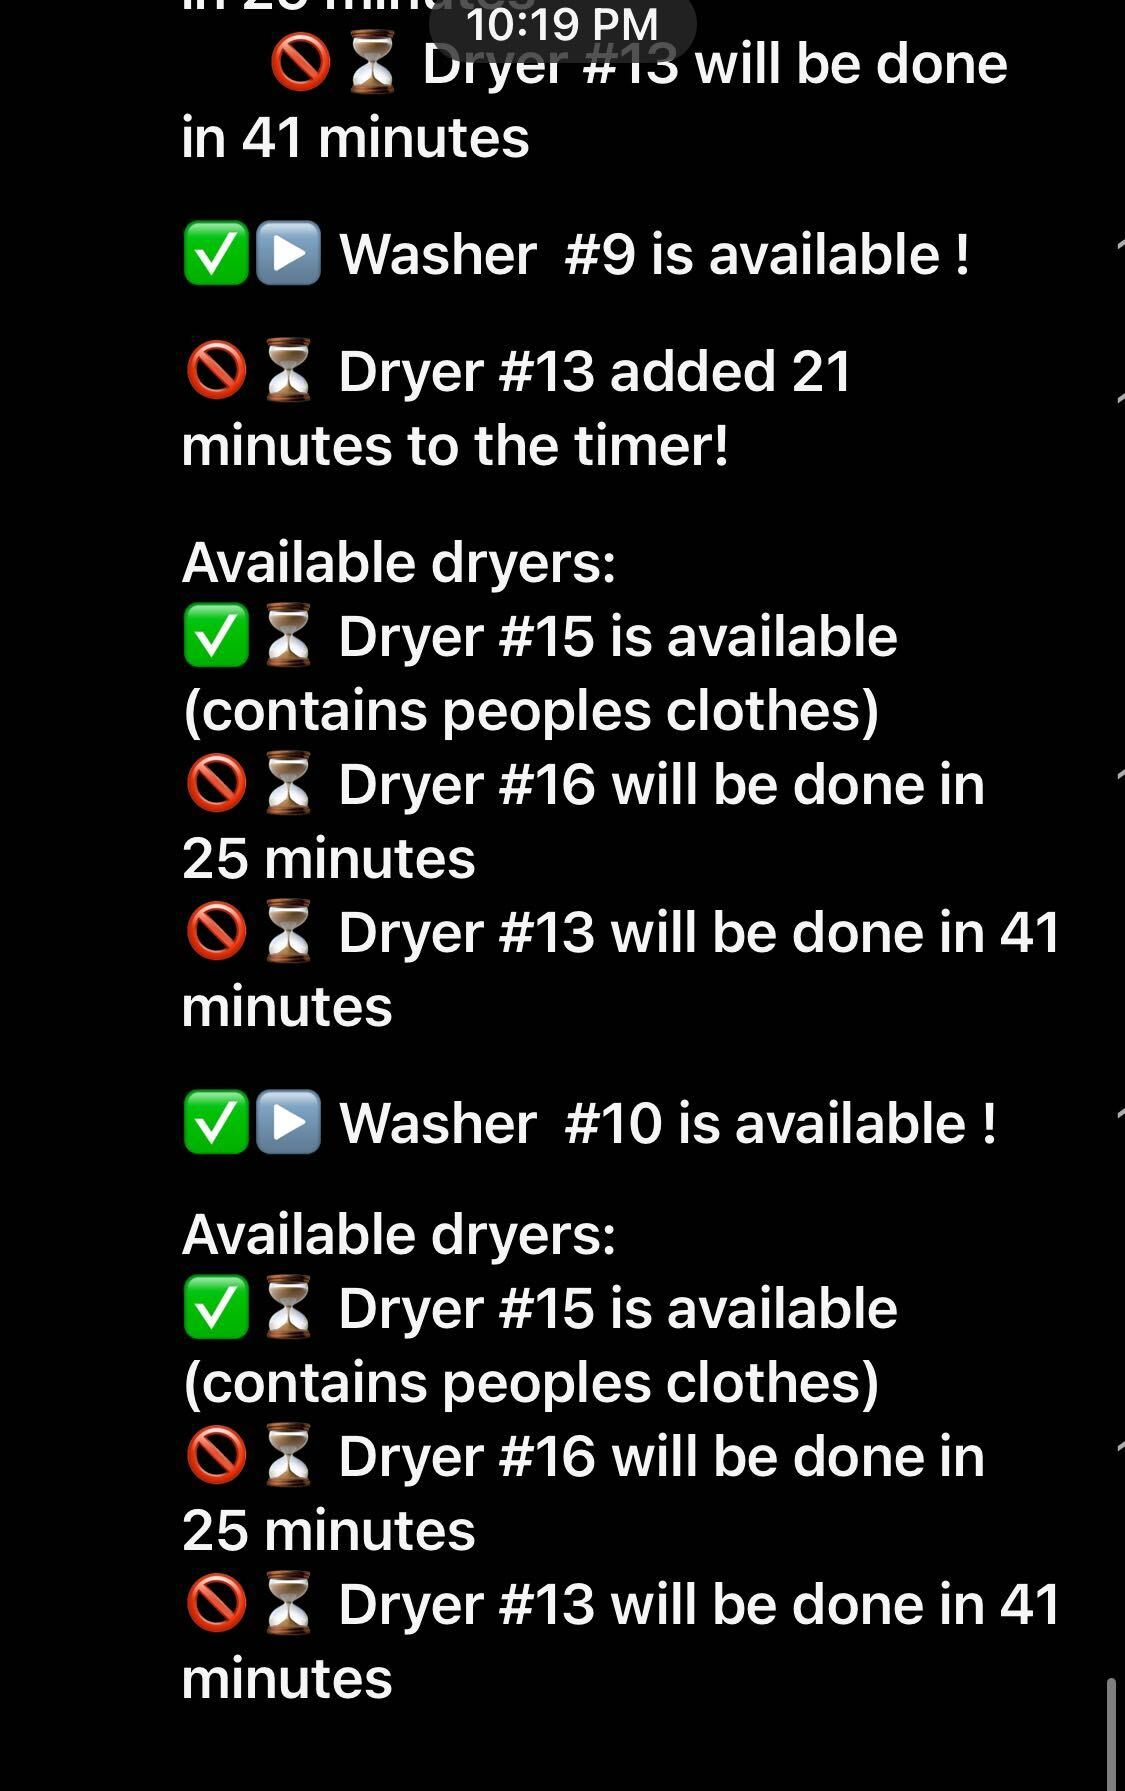 10:19 PM
🚫⏳ Dryer #13 will be done
in 41 minutes
✅▶️ Washer  #9 is available !
🚫⏳ Dryer #13 added 21
minutes to the timer!
Available dryers:
✅⏳ Dryer #15 is available
(contains peoples clothes)
🚫⏳ Dryer #16 will be done in
25 minutes
🚫⏳ Dryer #13 will be done in 41
minutes
✅▶️ Washer  #10 is available !
Available dryers:
✅⏳ Dryer #15 is available
(contains peoples clothes)
🚫⏳ Dryer #16 will be done in
25 minutes
🚫⏳ Dryer #13 will be done in 41
minutes